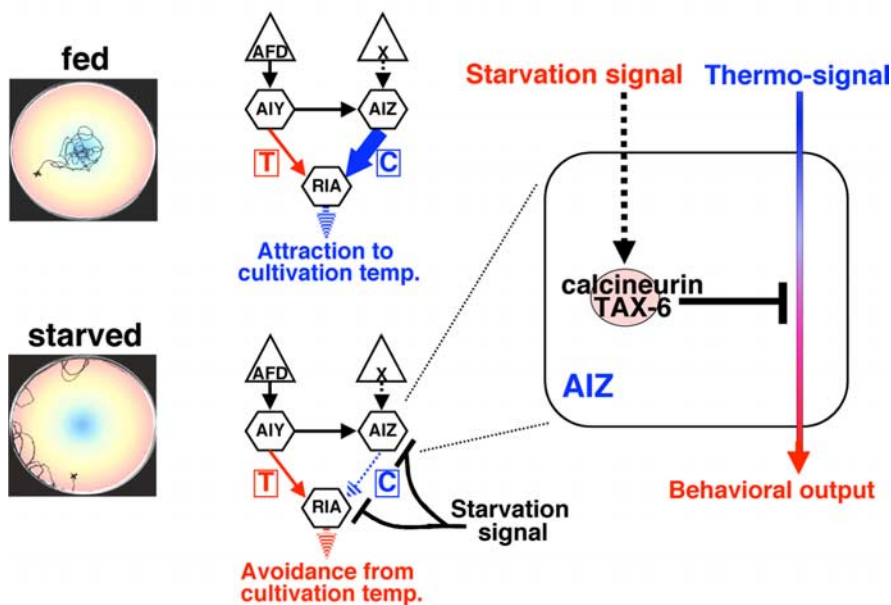 fed
AFD
X
AIY
AIZ
T
C
RIA
Attraction to
cultivation temp.
starved
AFD
X
AIY
AIZ
T
C
RIA
Starvation
signal
Avoidance from
cultivation temp.
Starvation signal
Thermo-signal
calcineurin
TAX-6
AIZ
Behavioral output